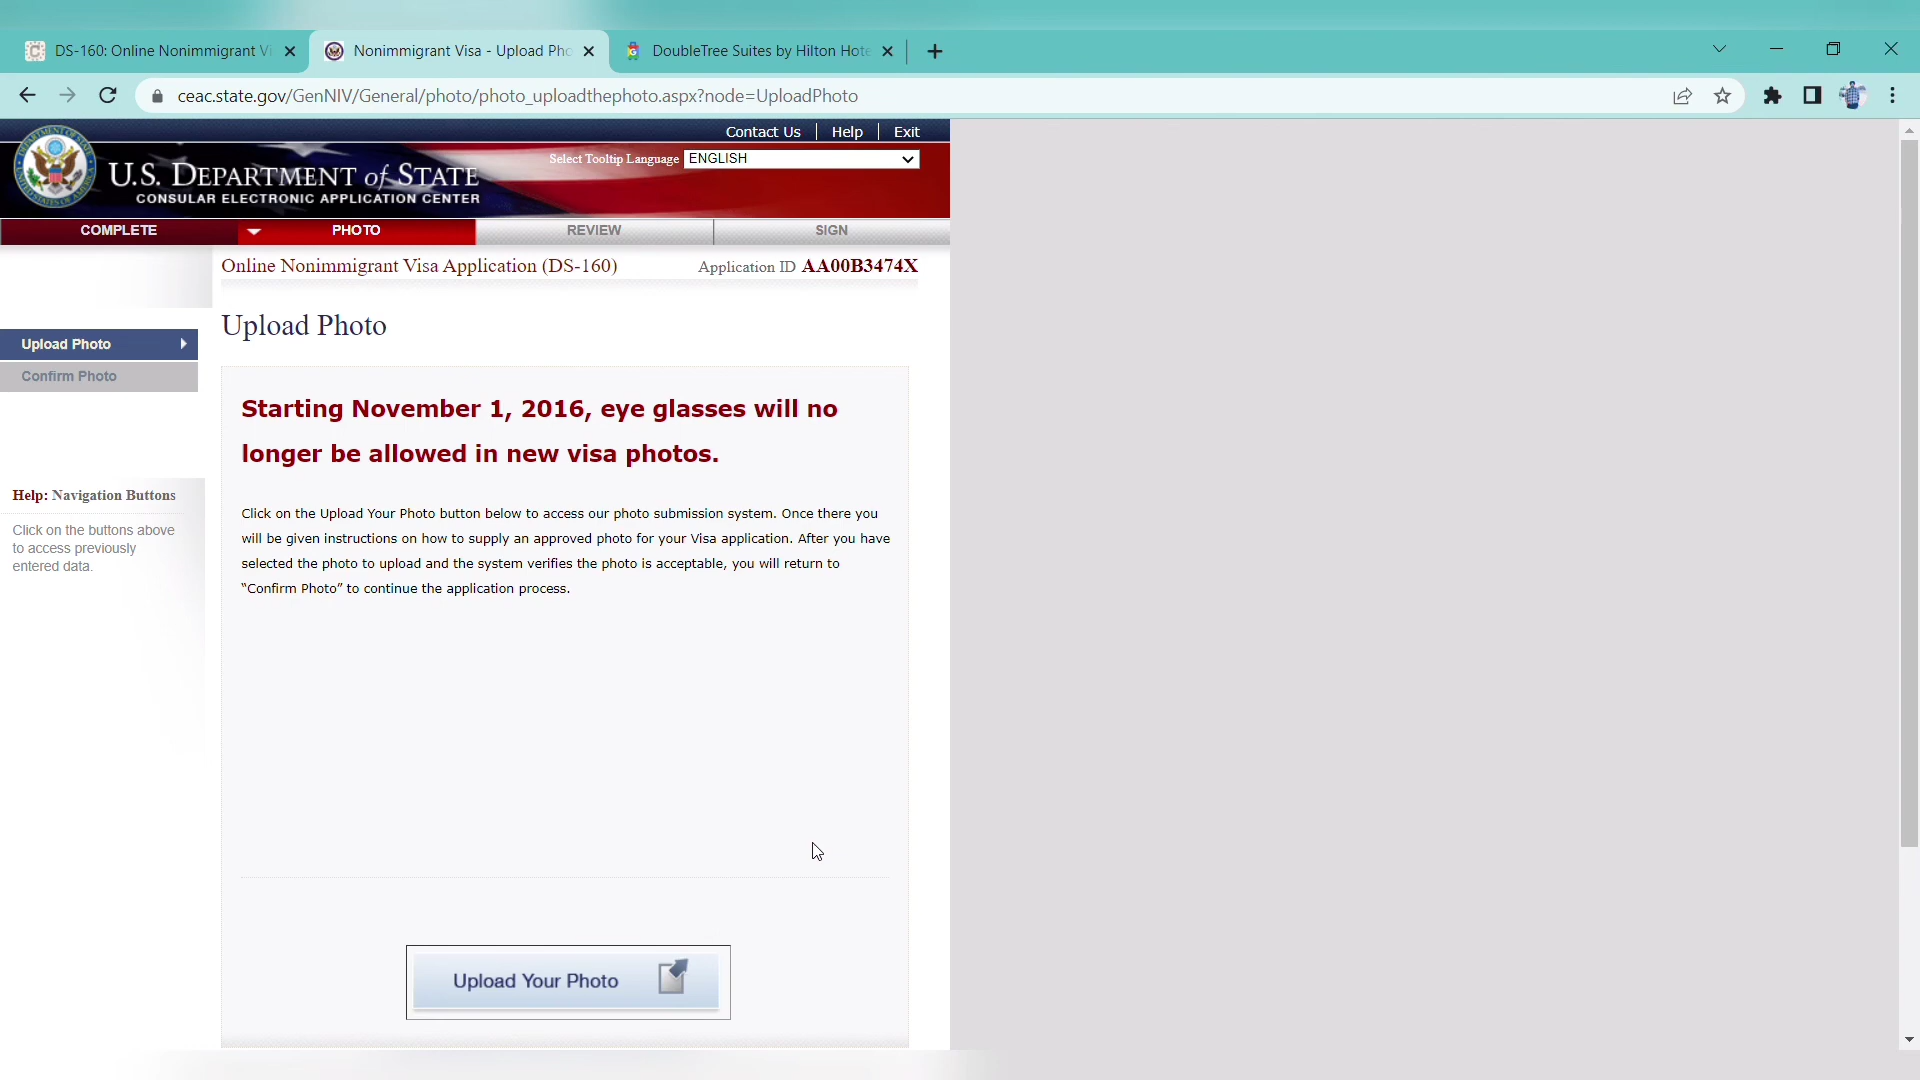 DS-160: Online Nonimmigrant Vi
Nonimmigrant Visa - Upload Pho
DoubleTree Suites by Hilton Hote
ceac.state.gov/GenNIV/General/photo/photo_uploadthephoto.aspx?node=UploadPhoto
Contact Us
Help
Exit
Select Tooltip Language
ENGLISH
U.S. DEPARTMENT of STATE
CONSULAR ELECTRONIC APPLICATION CENTER
COMPLETE
PHOTO
REVIEW
SIGN
Online Nonimmigrant Visa Application (DS-160)
Application ID AA00B3474X
Upload Photo
Upload Photo
Confirm Photo
Starting November 1, 2016, eye glasses will no
longer be allowed in new visa photos.
Click on the Upload Your Photo button below to access our photo submission system. Once there you
will be given instructions on how to supply an approved photo for your Visa application. After you have
selected the photo to upload and the system verifies the photo is acceptable, you will return to
“Confirm Photo” to continue the application process.
Help: Navigation Buttons
Click on the buttons above
to access previously
entered data.
Upload Your Photo